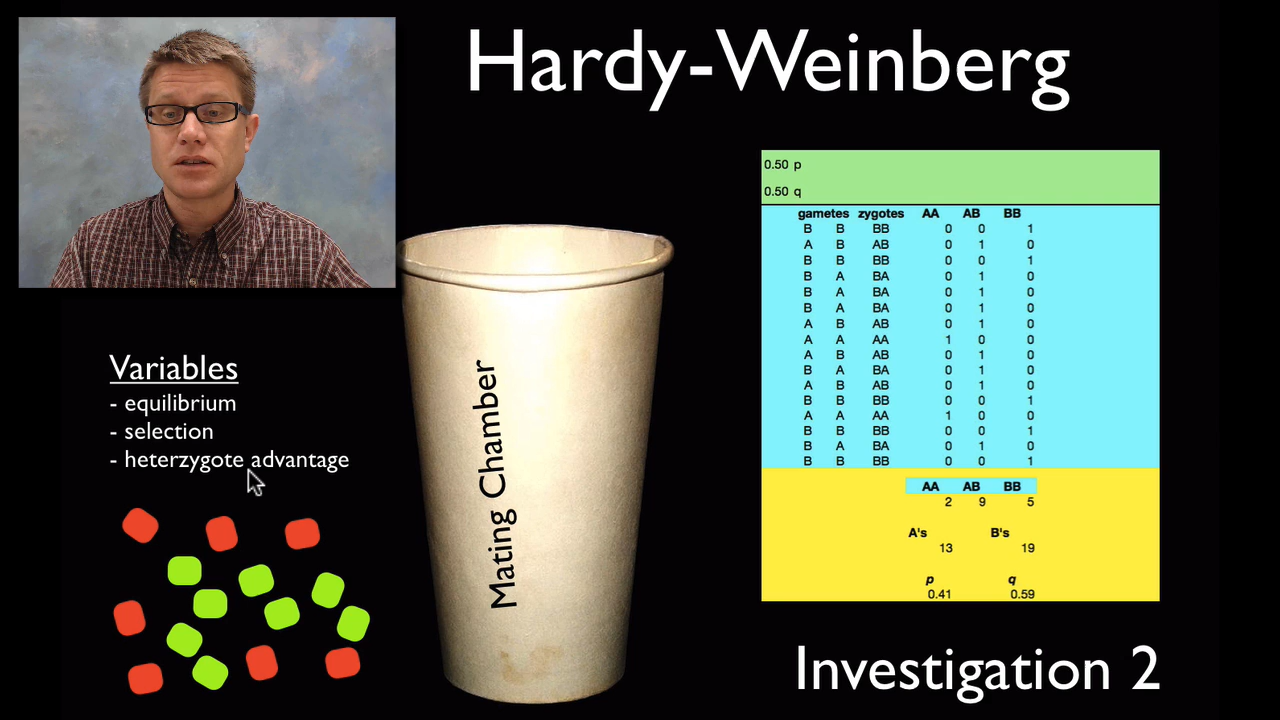 Hardy-Weinberg
0.50 p
0.50 q
gametes zygotes AA AB BB
B B BB 0 0 1
A B AB 0 1 0
B B BB 0 0 1
B A BA 0 1 0
B A BA 0 1 0
B A BA 0 1 0
A B AB 0 1 0
A A AA 1 0 0
A B AB 0 1 0
B A BA 0 1 0
A B AB 0 1 0
B B BB 0 0 1
A A AA 1 0 0
B B BB 0 0 1
B A BA 0 1 0
B B BB 0 0 1
AA AB BB
2 9 5
A's B's
13 19
p q
0.41 0.59
Variables
- equilibrium
- selection
- heterzygote advantage
Mating Chamber
Investigation 2